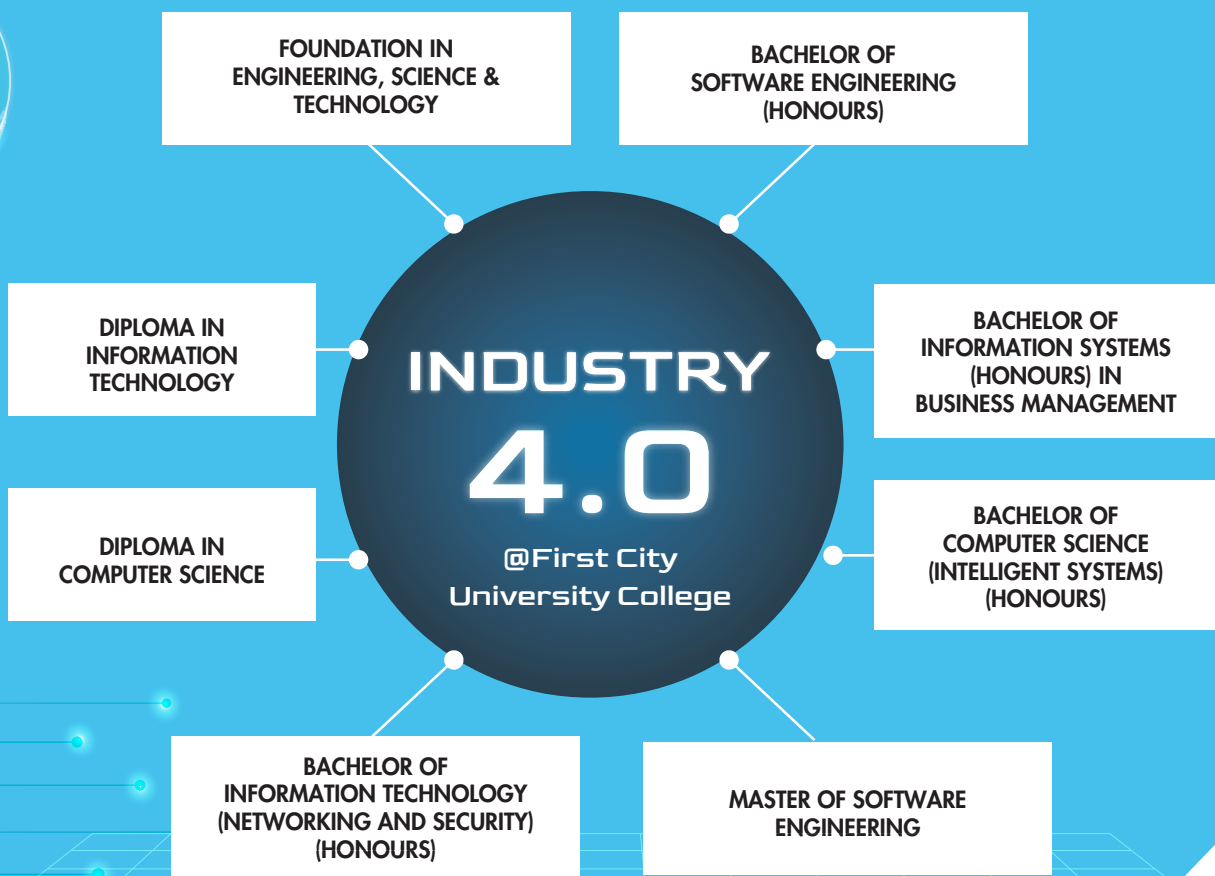 FOUNDATION IN
ENGINEERING, SCIENCE &
TECHNOLOGY
BACHELOR OF
SOFTWARE ENGINEERING
(HONOURS)
DIPLOMA IN
INFORMATION
TECHNOLOGY
INDUSTRY
4.0
@First City
University College
BACHELOR OF
INFORMATION SYSTEMS
(HONOURS) IN
BUSINESS MANAGEMENT
DIPLOMA IN
COMPUTER SCIENCE
BACHELOR OF
COMPUTER SCIENCE
(INTELLIGENT SYSTEMS)
(HONOURS)
BACHELOR OF
INFORMATION TECHNOLOGY
(NETWORKING AND SECURITY)
(HONOURS)
MASTER OF SOFTWARE
ENGINEERING